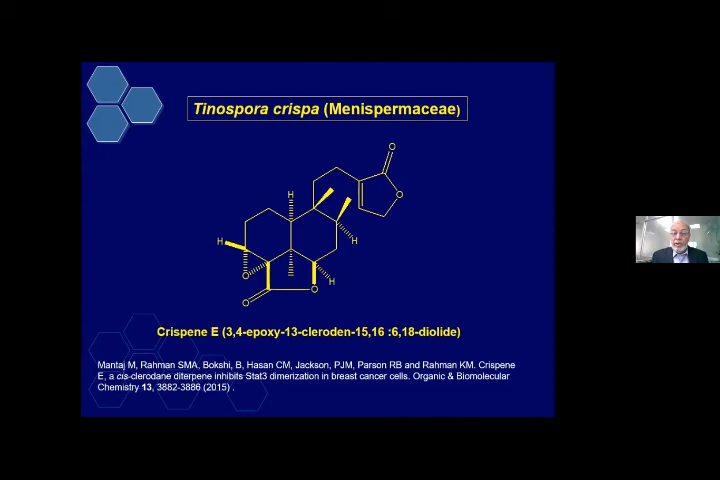 Tinospora crispa (Menispermaceae)
O
H
O
H
H
O
H
O
O
Crispene E (3,4-epoxy-13-cleroden-15,16 :6,18-diolide)
Mantaj M, Rahman SMA, Bokshi, B, Hasan CM, Jackson, PJM, Parson RB and Rahman KM. Crispene
E, a cis-clerodane diterpene inhibits Stat3 dimerization in breast cancer cells. Organic & Biomolecular
Chemistry 13, 3882-3886 (2015) .